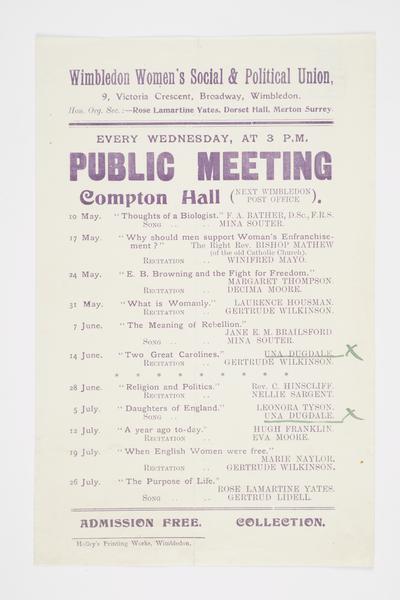 Wimbledon Women's Social & Political Union,
9, Victoria Crescent, Broadway, Wimbledon.
Hon. Org. Sec. :—Rose Lamartine Yates, Dorset Hall, Merton Surrey.
EVERY WEDNESDAY, AT 3 P.M.
PUBLIC MEETING
Compton Hall (NEXT WIMBLEDON POST OFFICE).
10 May. "Thoughts of a Biologist." F. A. BATHER, D.Sc., F.R.S.
SONG .. .. MINA SOUTER.
17 May. "Why should men support Woman's Enfranchise-
ment?" The Right Rev. BISHOP MATHEW
(of the old Catholic Church).
RECITATION .. WINIFRED MAYO.
24 May. "E. B. Browning and the Fight for Freedom."
MARGARET THOMPSON.
RECITATION .. DECIMA MOORE.
31 May. "What is Womanly." LAURENCE HOUSMAN.
RECITATION .. GERTRUDE WILKINSON.
7 June. "The Meaning of Rebellion."
JANE E. M. BRAILSFORD
SONG .. .. MINA SOUTER.
14 June. "Two Great Carolines." UNA DUGDALE. X
RECITATION .. GERTRUDE WILKINSON.
* * * * * * * * *
28 June. "Religion and Politics." Rev. C. HINSCLIFF.
RECITATION .. NELLIE SARGENT.
5 July. "Daughters of England." LEONORA TYSON.
SONG .. UNA DUGDALE. X
12 July. "A year ago to-day." HUGH FRANKLIN.
RECITATION .. EVA MOORE.
19 July. "When English Women were free."
MARIE NAYLOR.
RECITATION .. GERTRUDE WILKINSON.
26 July. "The Purpose of Life."
ROSE LAMARTINE YATES.
SONG .. .. GERTRUD LIDELL.
ADMISSION FREE. COLLECTION.
Holley's Printing Works, Wimbledon.